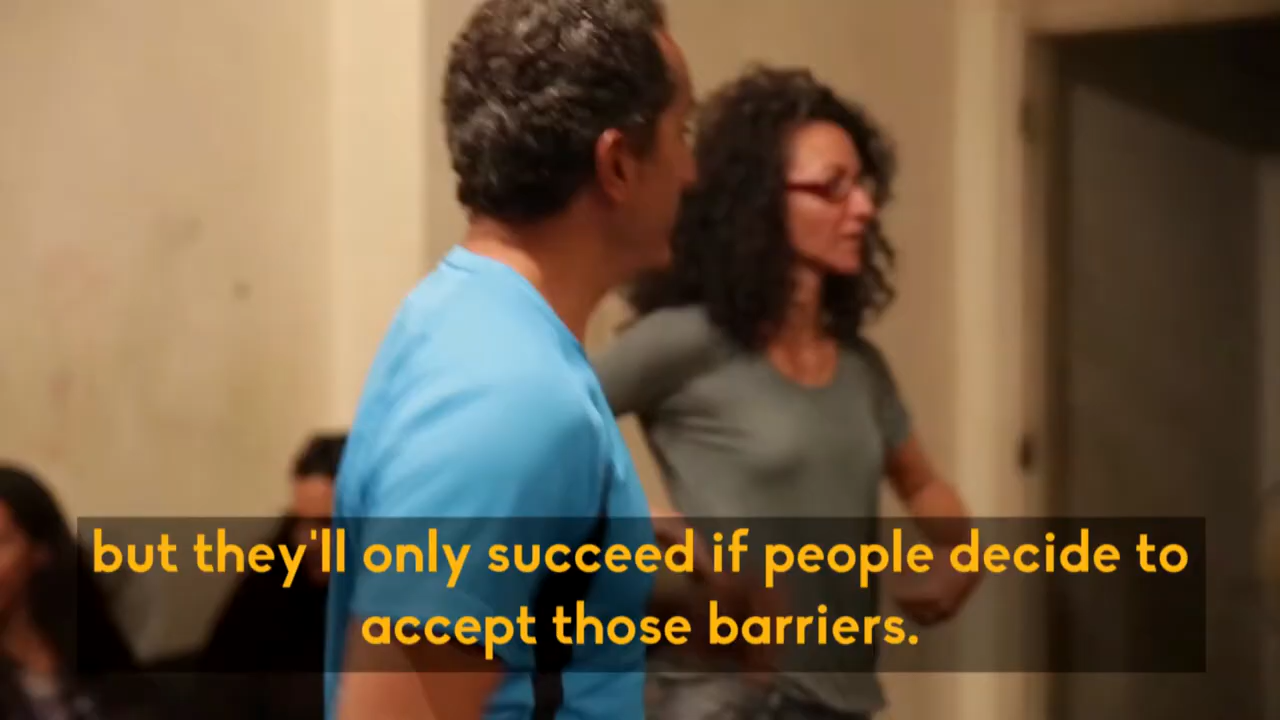 but they'll only succeed if people decide to
accept those barriers.